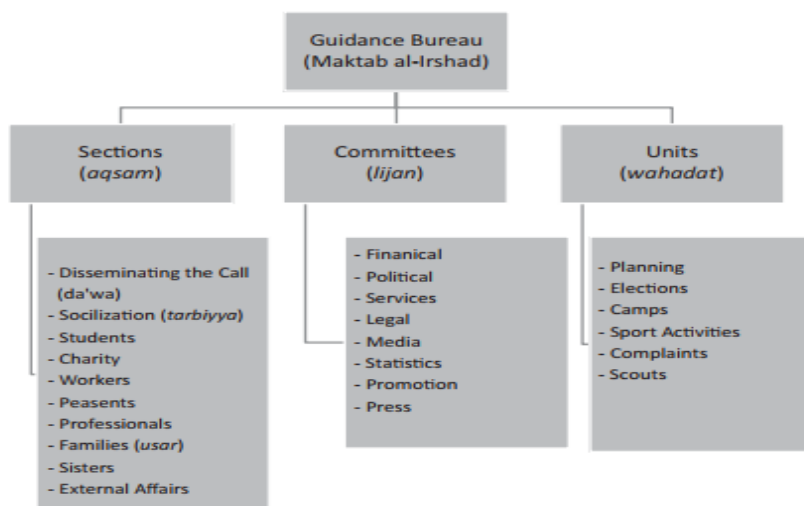 Guidance Bureau
(Maktab al-Irshad)
Sections
(aqsam)
Committees
(lijan)
Units
(wahadat)
- Disseminating the Call
(da'wa)
- Socilization (tarbiyya)
- Students
- Charity
- Workers
- Peasents
- Professionals
- Families (usar)
- Sisters
- External Affairs
- Finanical
- Political
- Services
- Legal
- Media
- Statistics
- Promotion
- Press
- Planning
- Elections
- Camps
- Sport Activities
- Complaints
- Scouts